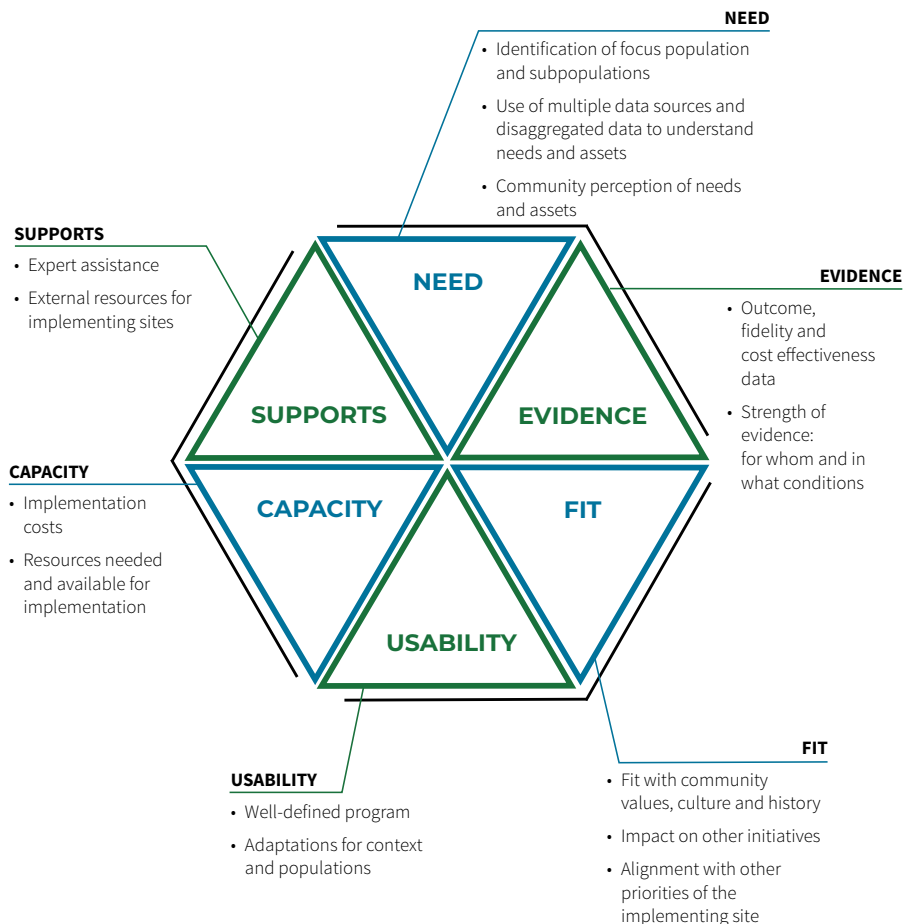 NEED
• Identification of focus population
and subpopulations
• Use of multiple data sources and
disaggregated data to understand
needs and assets
• Community perception of needs
and assets
SUPPORTS
• Expert assistance
• External resources for
implementing sites
EVIDENCE
• Outcome,
fidelity and
cost effectiveness
data
• Strength of
evidence:
for whom and in
what conditions
NEED
SUPPORTS
EVIDENCE
CAPACITY
FIT
USABILITY
CAPACITY
• Implementation
costs
• Resources needed
and available for
implementation
USABILITY
• Well-defined program
• Adaptations for context
and populations
FIT
• Fit with community
values, culture and history
• Impact on other initiatives
• Alignment with other
priorities of the
implementing site